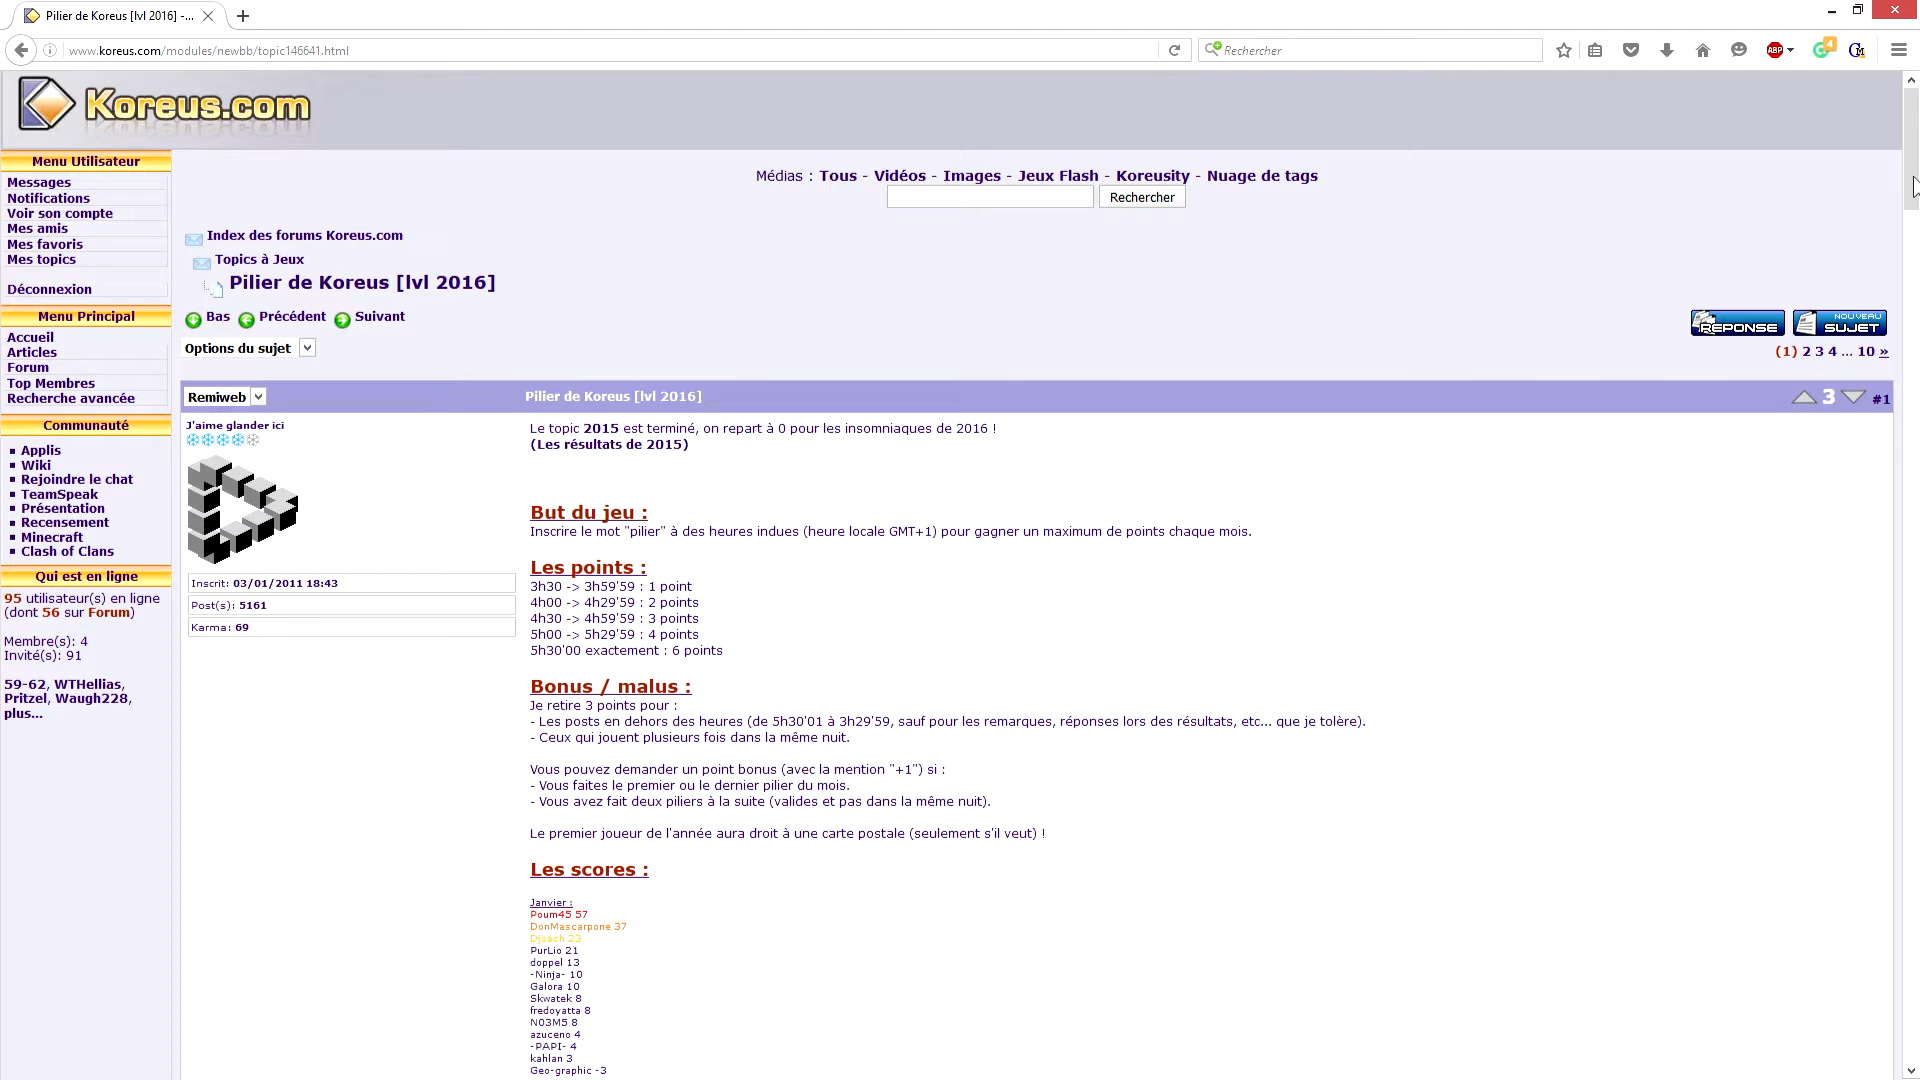 Pilier de Koreus [lvl 2016] -...
www.koreus.com/modules/newbb/topic146641.html
Rechercher
ABP
4
Koreus.com
Menu Utilisateur
Messages
Notifications
Voir son compte
Mes amis
Mes favoris
Mes topics
Déconnexion
Menu Principal
Accueil
Articles
Forum
Top Membres
Recherche avancée
Communauté
Applis
Wiki
Rejoindre le chat
TeamSpeak
Présentation
Recensement
Minecraft
Clash of Clans
Qui est en ligne
95 utilisateur(s) en ligne
(dont 56 sur Forum)
Membre(s): 4
Invité(s): 91
59-62, WTHellias,
Pritzel, Waugh228,
plus...
Médias : Tous - Vidéos - Images - Jeux Flash - Koreusity - Nuage de tags
Rechercher
Index des forums Koreus.com
Topics à Jeux
Pilier de Koreus [lvl 2016]
Bas Précédent Suivant
REPONSE
NOUVEAU SUJET
Options du sujet
(1) 2 3 4 ... 10 »
Remiweb
Pilier de Koreus [lvl 2016]
3 #1
J'aime glander ici
Inscrit: 03/01/2011 18:43
Post(s): 5161
Karma: 69
Le topic 2015 est terminé, on repart à 0 pour les insomniaques de 2016 !
(Les résultats de 2015)
But du jeu :
Inscrire le mot "pilier" à des heures indues (heure locale GMT+1) pour gagner un maximum de points chaque mois.
Les points :
3h30 -> 3h59'59 : 1 point
4h00 -> 4h29'59 : 2 points
4h30 -> 4h59'59 : 3 points
5h00 -> 5h29'59 : 4 points
5h30'00 exactement : 6 points
Bonus / malus :
Je retire 3 points pour :
- Les posts en dehors des heures (de 5h30'01 à 3h29'59, sauf pour les remarques, réponses lors des résultats, etc... que je tolère).
- Ceux qui jouent plusieurs fois dans la même nuit.
Vous pouvez demander un point bonus (avec la mention "+1") si :
- Vous faites le premier ou le dernier pilier du mois.
- Vous avez fait deux piliers à la suite (valides et pas dans la même nuit).
Le premier joueur de l'année aura droit à une carte postale (seulement s'il veut) !
Les scores :
Janvier :
Poum45 57
DonMascarpone 37
Djoach 23
PurLio 21
doppel 13
-Ninja- 10
Galora 10
Skwatek 8
fredoyatta 8
N03M5 8
azuceno 4
-PAPI- 4
kahlan 3
Geo-graphic -3